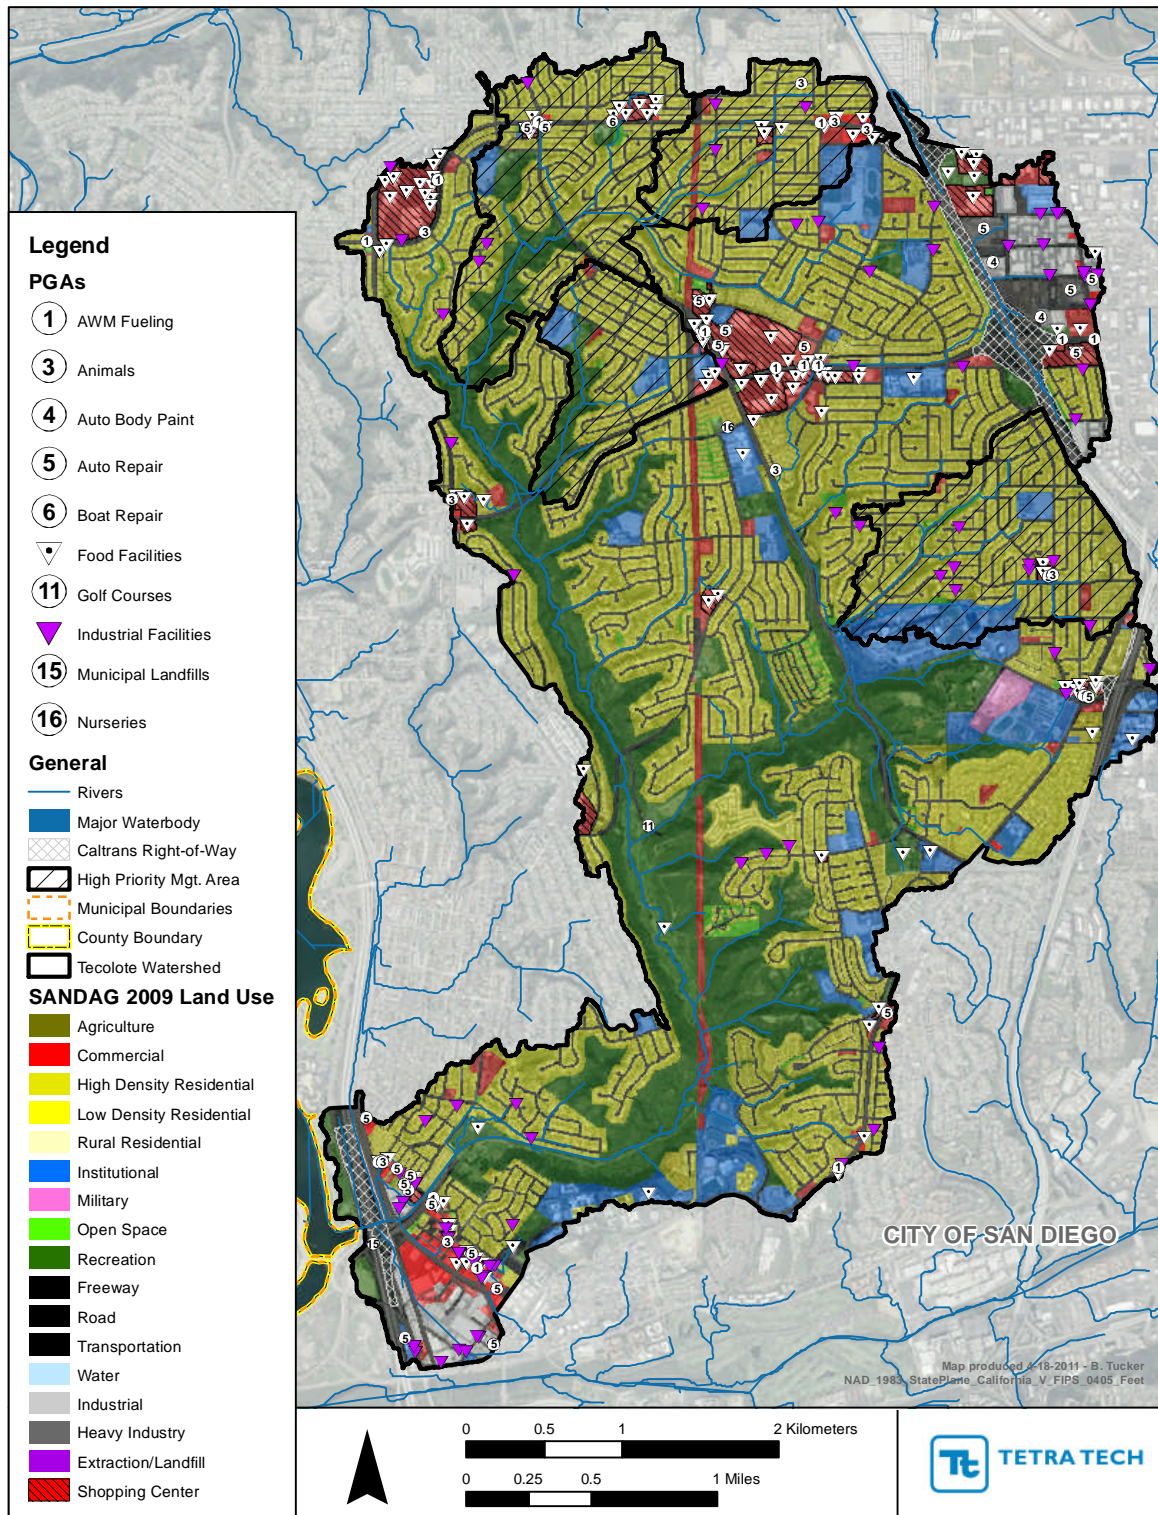 Legend
PGAs
1 AWM Fueling
3 Animals
4 Auto Body Paint
5 Auto Repair
6 Boat Repair
Food Facilities
11 Golf Courses
Industrial Facilities
15 Municipal Landfills
16 Nurseries
General
Rivers
Major Waterbody
Caltrans Right-of-Way
High Priority Mgt. Area
Municipal Boundaries
County Boundary
Tecolote Watershed
SANDAG 2009 Land Use
Agriculture
Commercial
High Density Residential
Low Density Residential
Rural Residential
Institutional
Military
Open Space
Recreation
Freeway
Road
Transportation
Water
Industrial
Heavy Industry
Extraction/Landfill
Shopping Center
CITY OF SAN DIEGO
Map produced 4-18-2011 - B. Tucker
NAD_1983_StatePlane_California_V_FIPS_0405_Feet
0 0.5 1 2 Kilometers
0 0.25 0.5 1 Miles
Tt TETRA TECH